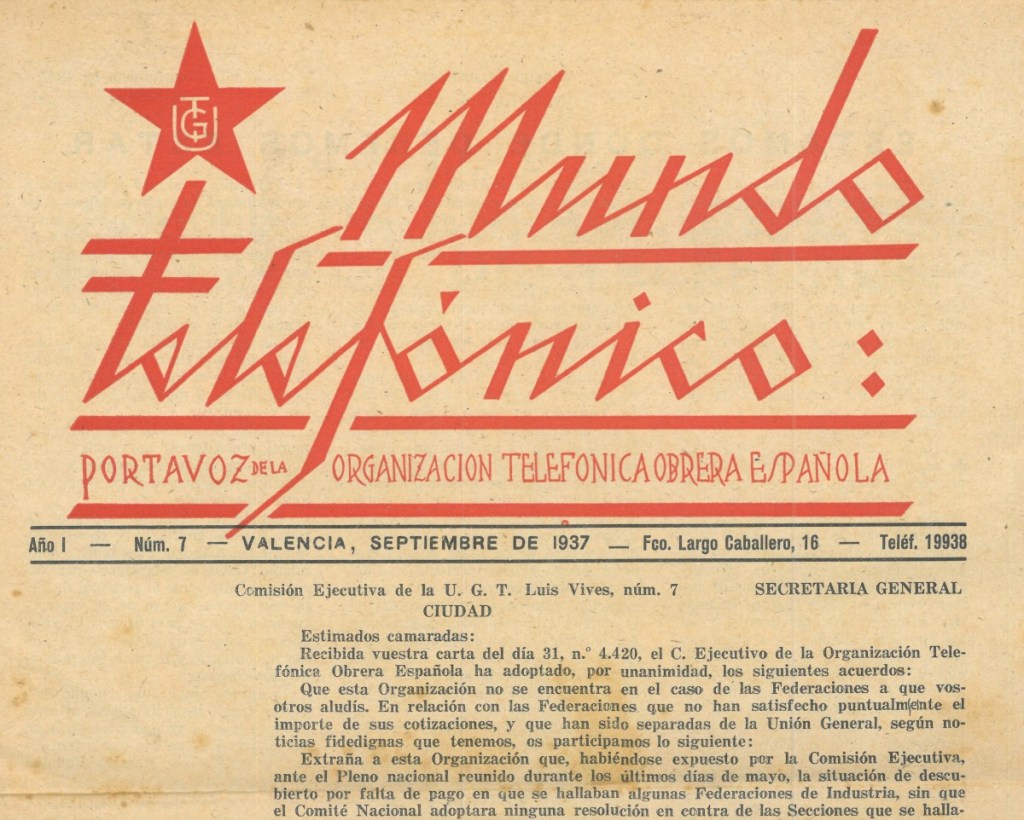 UGT
Mundo
Telefónico:
PORTAVOZ DE LA ORGANIZACION TELEFONICA OBRERA ESPAÑOLA
Año I — Núm. 7 — VALENCIA, SEPTIEMBRE DE 1937 — Fco. Largo Caballero, 16 — Teléf. 19938
Comisión Ejecutiva de la U. G. T. Luis Vives, núm. 7 SECRETARIA GENERAL
CIUDAD
Estimados camaradas:
Recibida vuestra carta del día 31, n.º 4.420, el C. Ejecutivo de la Organización Tele-
fónica Obrera Española ha adoptado, por unanimidad, los siguientes acuerdos:
Que esta Organización no se encuentra en el caso de las Federaciones a que vos-
otros aludís. En relación con las Federaciones que no han satisfecho puntualmente el
importe de sus cotizaciones, y que han sido separadas de la Unión General, según no-
ticias fidedignas que tenemos, os participamos lo siguiente:
Extraña a esta Organización que, habiéndose expuesto por la Comisión Ejecutiva,
ante el Pleno nacional reunido durante los últimos días de mayo, la situación de descu-
bierto por falta de pago en que se hallaban algunas Federaciones de Industria, sin que
el Comité Nacional adoptara ninguna resolución en contra de las Secciones que se halla-